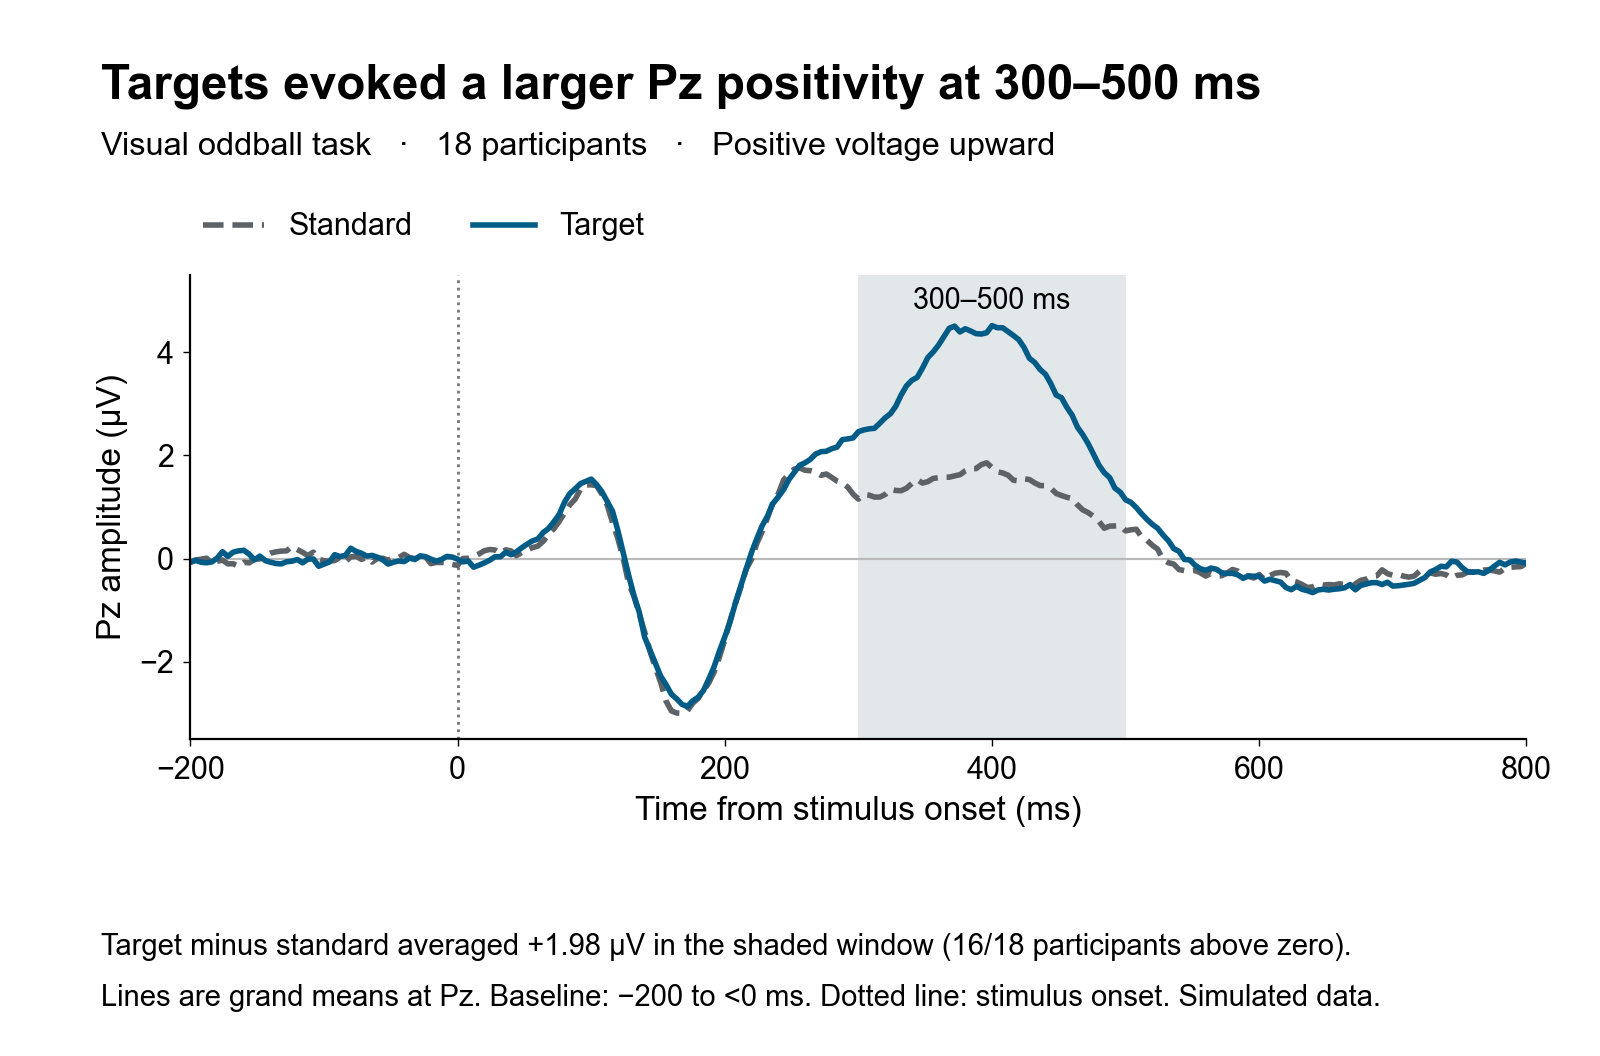 Targets evoked a larger Pz positivity at 300–500 ms
Visual oddball task · 18 participants · Positive voltage upward
Standard Target
300–500 ms
4
2
0
−2
Pz amplitude (µV)
−200 0 200 400 600 800
Time from stimulus onset (ms)
Target minus standard averaged +1.98 µV in the shaded window (16/18 participants above zero).
Lines are grand means at Pz. Baseline: −200 to <0 ms. Dotted line: stimulus onset. Simulated data.